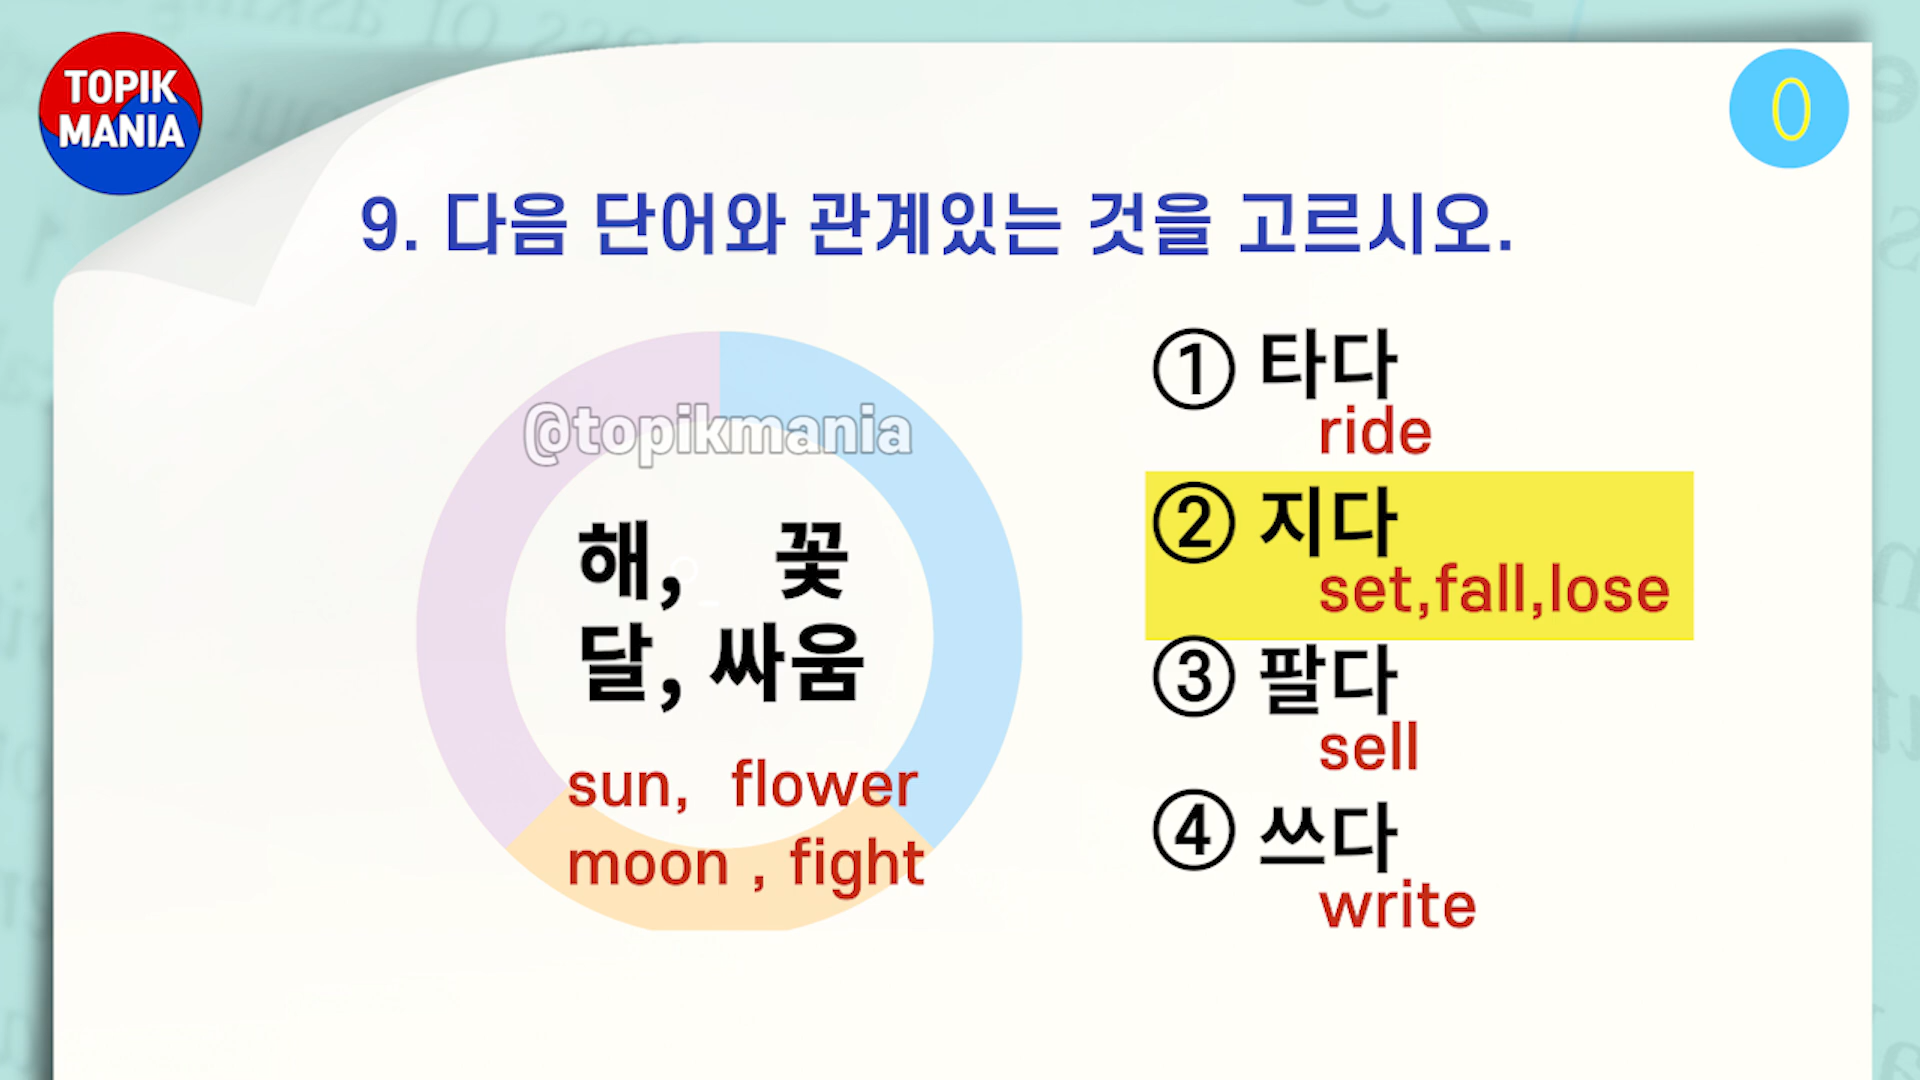 TOPIK
MANIA
0
9. 다음 단어와 관계있는 것을 고르시오.
@topikmania
해, 꽃
달, 싸움
sun, flower
moon , fight
① 타다
ride
② 지다
set,fall,lose
③ 팔다
sell
④ 쓰다
write